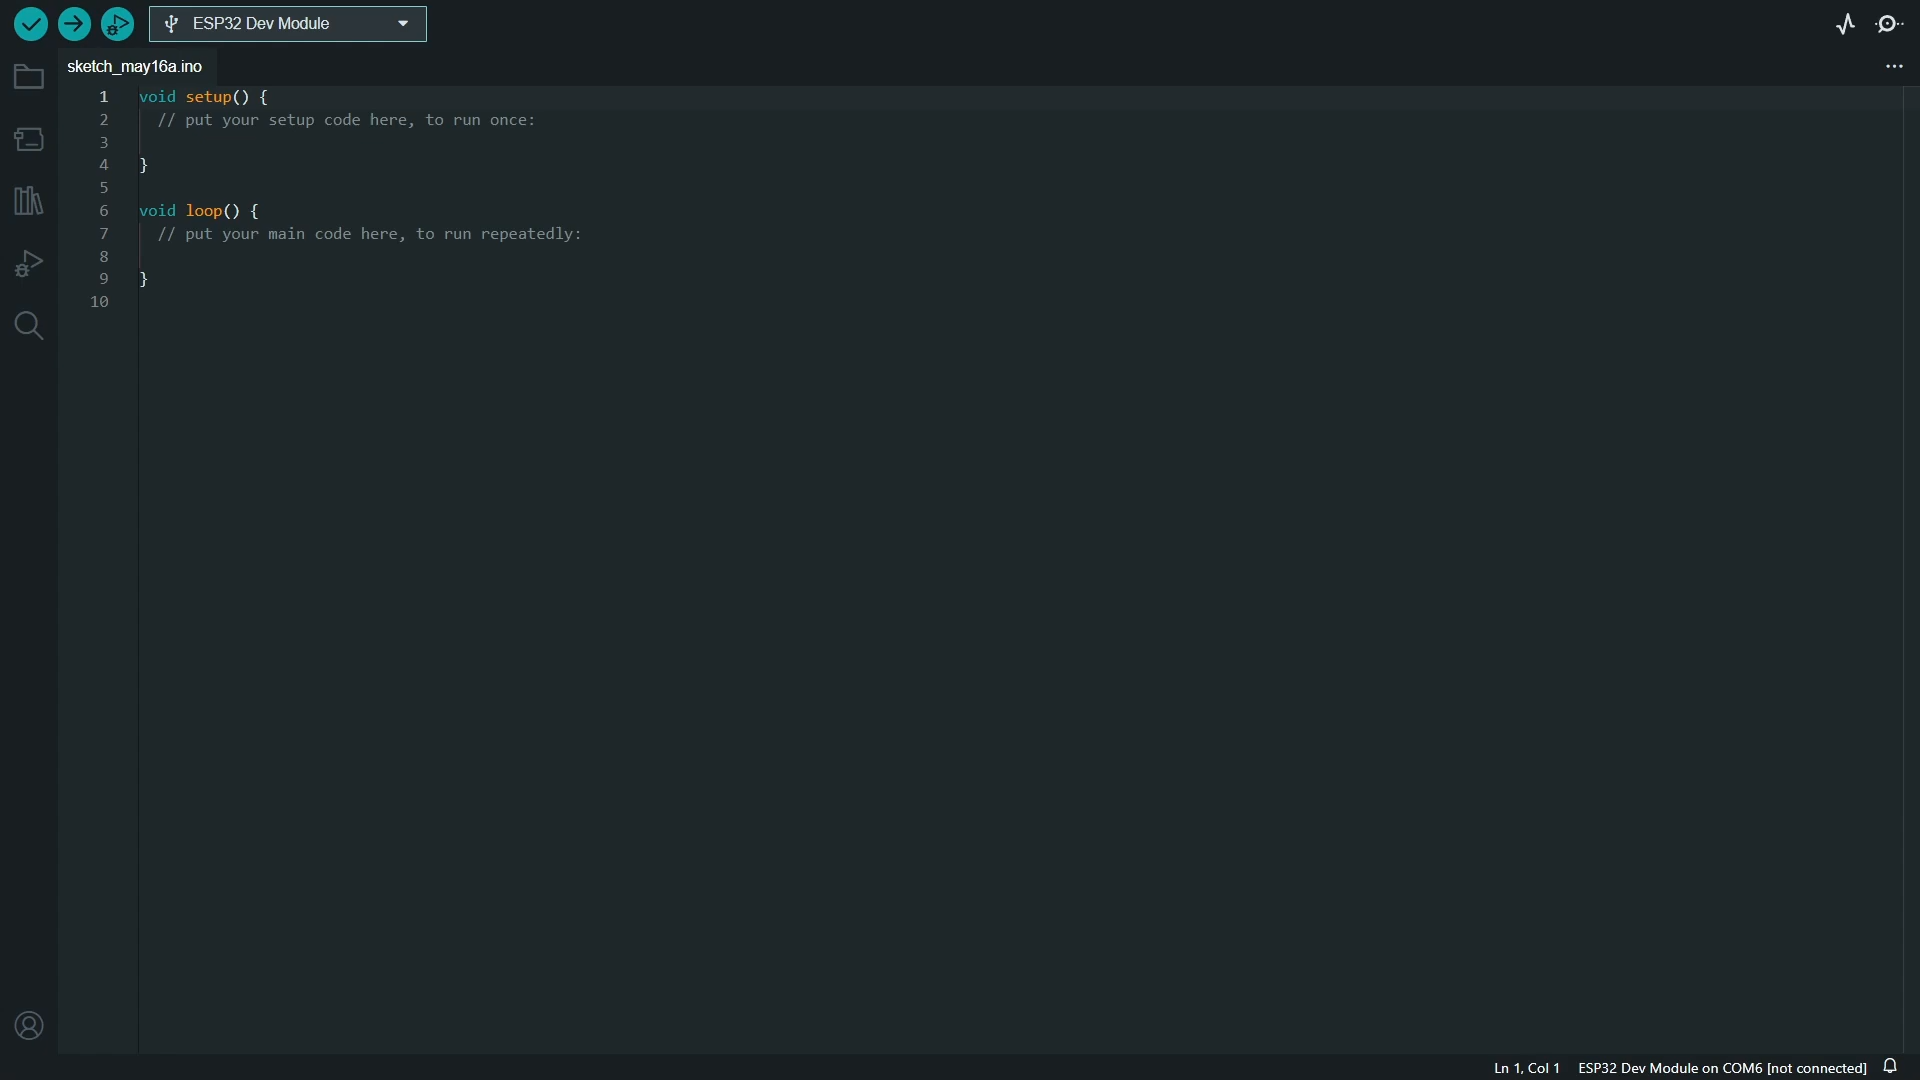 ESP32 Dev Module
sketch_may16a.ino
1 void setup() {
2 // put your setup code here, to run once:
3
4 }
5
6 void loop() {
7 // put your main code here, to run repeatedly:
8
9 }
10
Ln 1, Col 1 ESP32 Dev Module on COM6 [not connected]